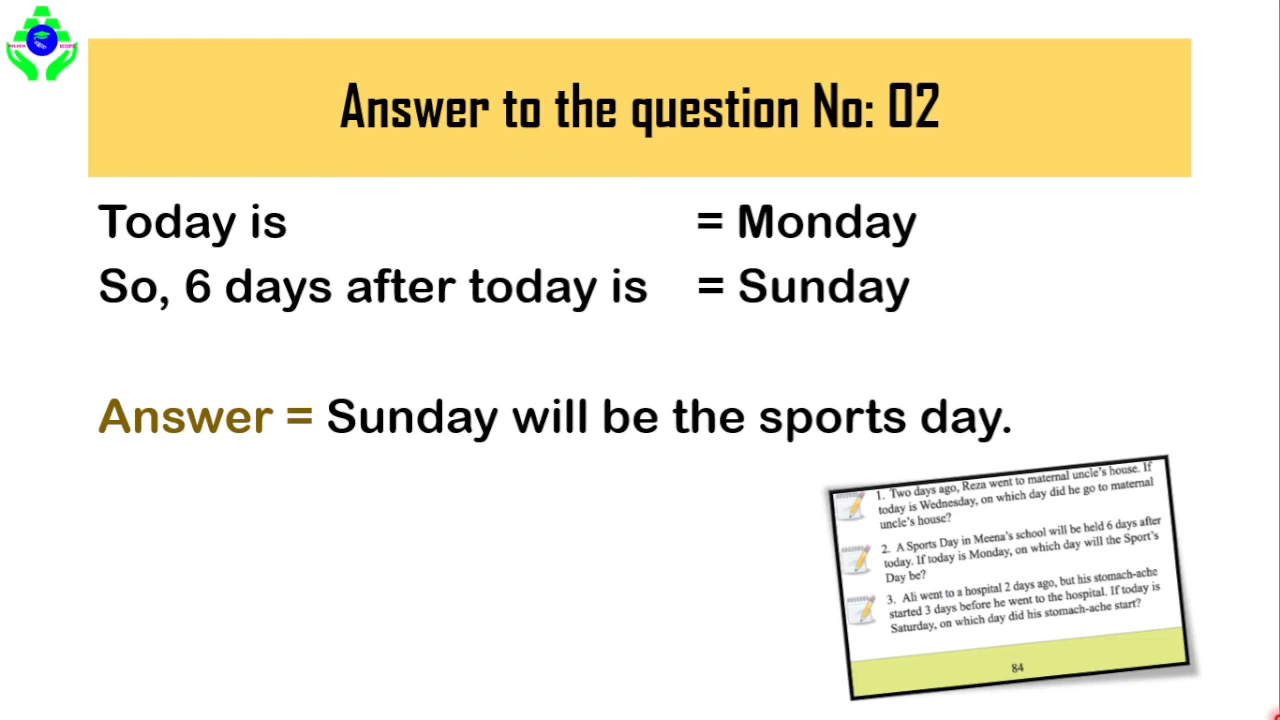 Answer to the question No: 02
Today is = Monday
So, 6 days after today is = Sunday
Answer = Sunday will be the sports day.
1. Two days ago, Reza went to maternal uncle's house. If
today is Wednesday, on which day did he go to maternal
uncle's house?
2. A Sports Day in Meena's school will be held 6 days after
today. If today is Monday, on which day will the Sport's
Day be?
3. Ali went to a hospital 2 days ago, but his stomach-ache
started 3 days before he went to the hospital. If today is
Saturday, on which day did his stomach-ache start?
84